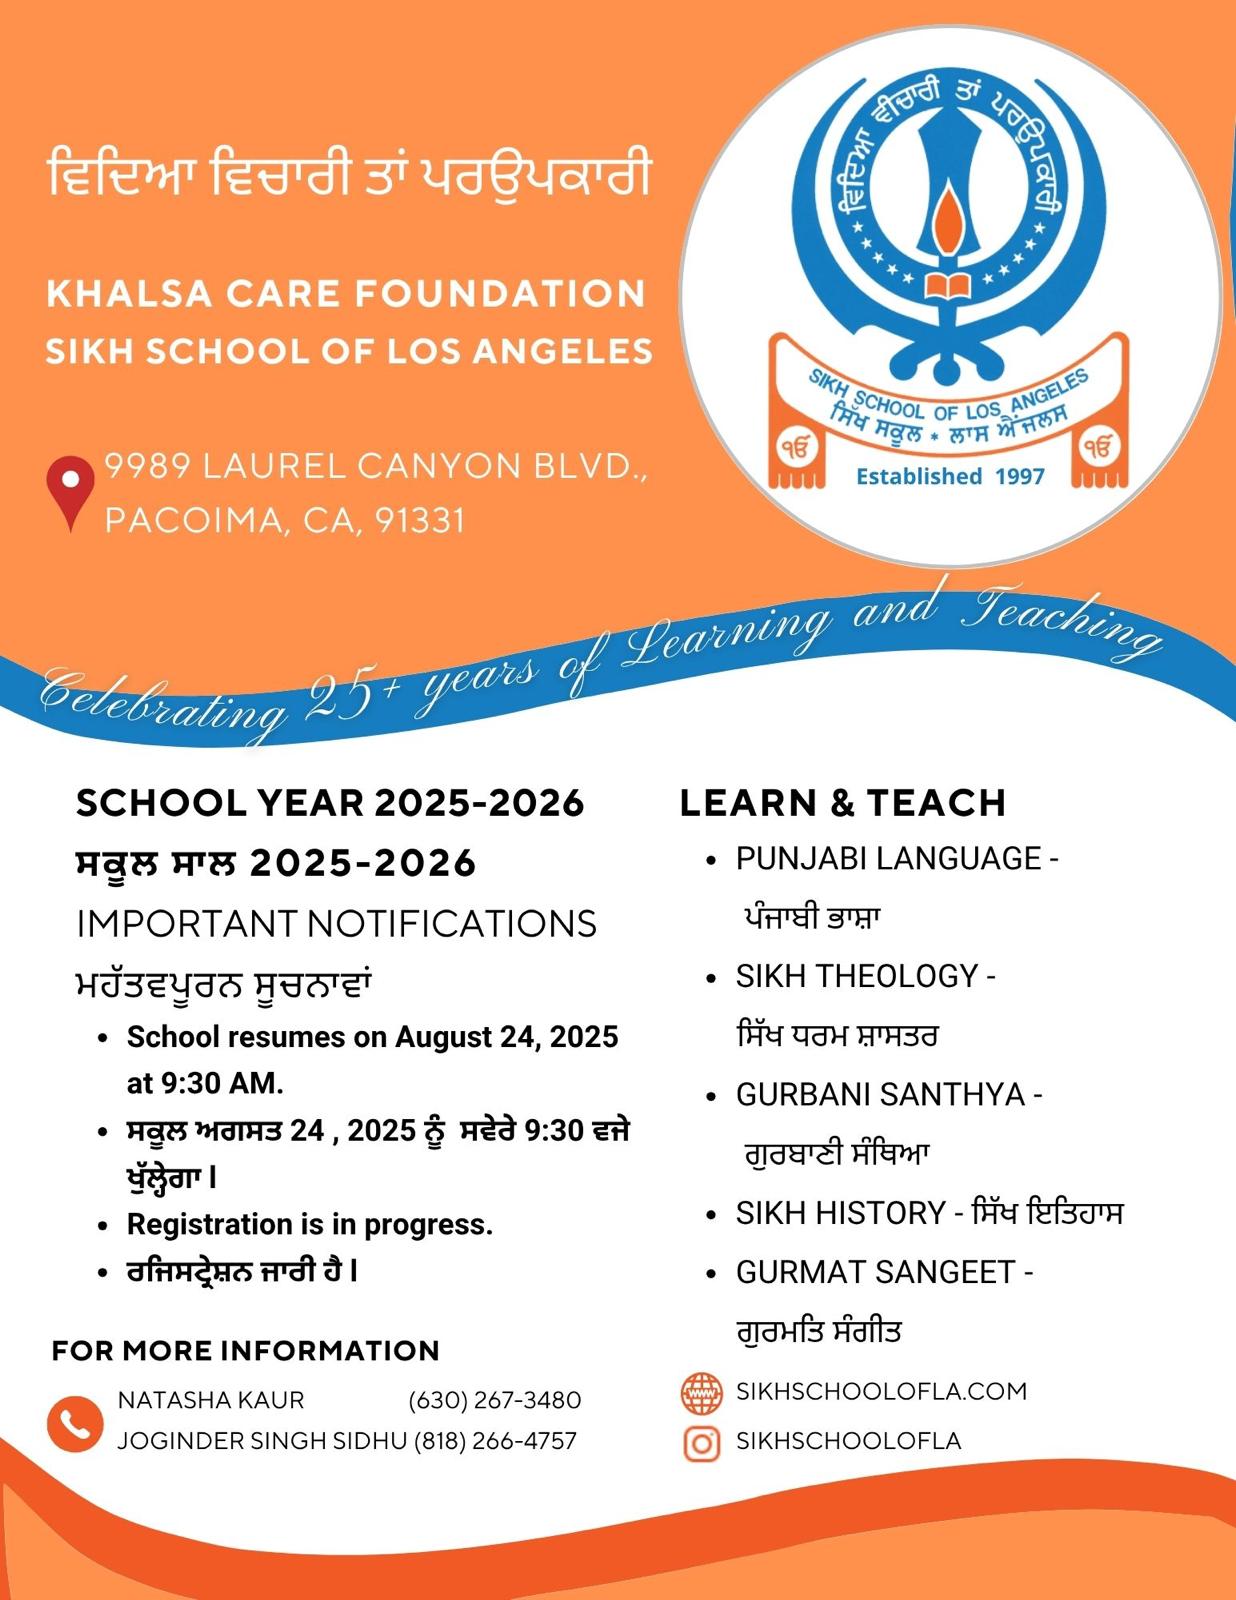 ਵਿਦਿਆ ਵਿਚਾਰੀ ਤਾਂ ਪਰਉਪਕਾਰੀ
KHALSA CARE FOUNDATION
SIKH SCHOOL OF LOS ANGELES
9989 LAUREL CANYON BLVD.,
PACOIMA, CA, 91331
ਵਿਦਿਆ ਵੀਚਾਰੀ ਤਾਂ ਪਰਉਪਕਾਰੀ
SIKH SCHOOL OF LOS ANGELES
ਸਿੱਖ ਸਕੂਲ * ਲਾਸ ਐਂਜਲਸ
ੴ ੴ
Established 1997
Celebrating 25+ years of Learning and Teaching
SCHOOL YEAR 2025-2026
ਸਕੂਲ ਸਾਲ 2025-2026
IMPORTANT NOTIFICATIONS
ਮਹੱਤਵਪੂਰਨ ਸੂਚਨਾਵਾਂ
• School resumes on August 24, 2025
at 9:30 AM.
• ਸਕੂਲ ਅਗਸਤ 24 , 2025 ਨੂੰ ਸਵੇਰੇ 9:30 ਵਜੇ
ਖੁੱਲ੍ਹੇਗਾ l
• Registration is in progress.
• ਰਜਿਸਟ੍ਰੇਸ਼ਨ ਜਾਰੀ ਹੈ l
LEARN & TEACH
• PUNJABI LANGUAGE -
ਪੰਜਾਬੀ ਭਾਸ਼ਾ
• SIKH THEOLOGY -
ਸਿੱਖ ਧਰਮ ਸ਼ਾਸਤਰ
• GURBANI SANTHYA -
ਗੁਰਬਾਣੀ ਸੰਥਿਆ
• SIKH HISTORY - ਸਿੱਖ ਇਤਿਹਾਸ
• GURMAT SANGEET -
ਗੁਰਮਤਿ ਸੰਗੀਤ
FOR MORE INFORMATION
NATASHA KAUR (630) 267-3480
JOGINDER SINGH SIDHU (818) 266-4757
www
SIKHSCHOOLOFLA.COM
SIKHSCHOOLOFLA